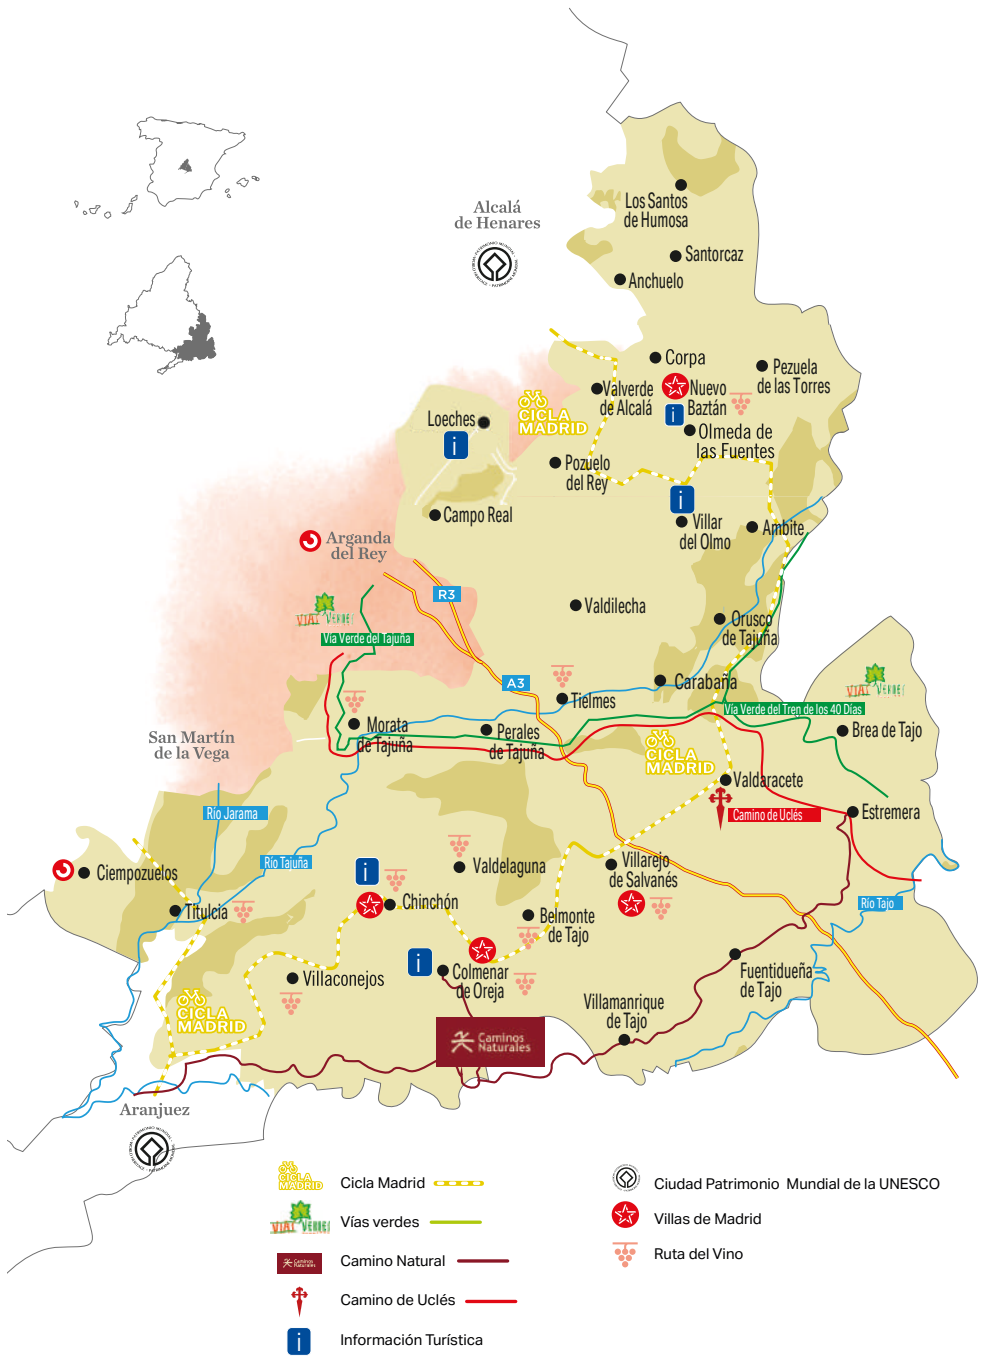 Los Santos
de Humosa
Alcalá
de Henares
Santorcaz
Anchuelo
Corpa
Pezuela
de las Torres
Valverde
de Alcalá
Nuevo
Baztán
i
CICLA
MADRID
Loeches
i
Olmeda de
las Fuentes
Pozuelo
del Rey
i
Campo Real
Villar
del Olmo
Ambite
Arganda
del Rey
R3
Valdilecha
Vía Verde del Tajuña
Orusco
de Tajuña
A3
Carabaña
Tielmes
Vía Verde del Tren de los 40 Días
Morata
de Tajuña
Perales
de Tajuña
Brea de Tajo
San Martín
de la Vega
CICLA
MADRID
Valdaracete
Río Jarama
Camino de Uclés
Estremera
Río Tajuña
Ciempozuelos
i
Valdelaguna
Villarejo
de Salvanés
Titulcia
Chinchón
Río Tajo
Belmonte
de Tajo
i
Colmenar
de Oreja
Villaconejos
Fuentidueña
de Tajo
CICLA
MADRID
Villamanrique
de Tajo
Caminos
Naturales
Aranjuez
CICLA
MADRID
Cicla Madrid
Vías verdes
Caminos
Naturales
Camino Natural
Camino de Uclés
i
Información Turística
Ciudad Patrimonio Mundial de la UNESCO
Villas de Madrid
Ruta del Vino